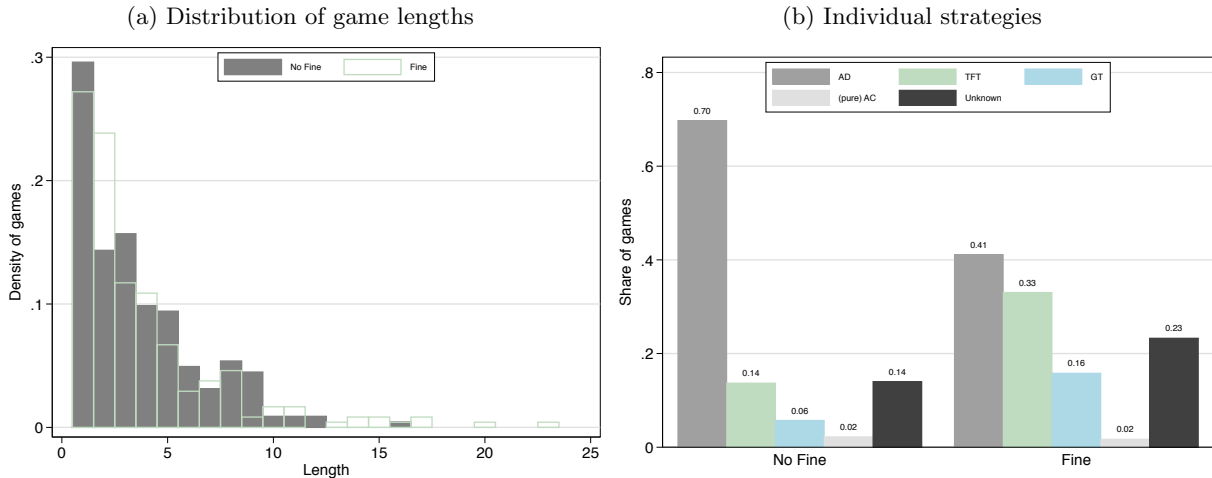 (a) Distribution of game lengths
No Fine
Fine
Density of games
.3
.2
.1
0
0 5 10 15 20 25
Length
(b) Individual strategies
AD
TFT
GT
(pure) AC
Unknown
Share of games
.8
.6
.4
.2
0
0.70
0.14
0.06
0.02
0.14
0.41
0.33
0.16
0.02
0.23
No Fine
Fine